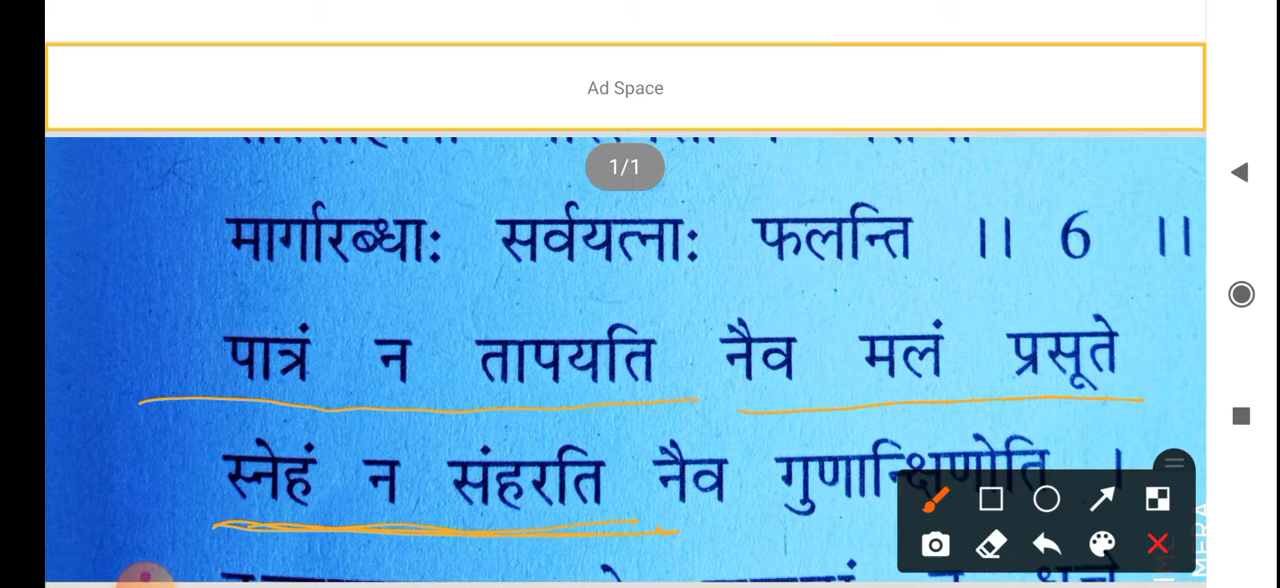 Ad Space
1/1
मार्गारब्धाः सर्वयत्नाः फलन्ति ।। 6 ।।
पात्रं न तापयति नैव मलं प्रसूते
स्नेहं न संहरति नैव गुणान्क्षिणोति ।